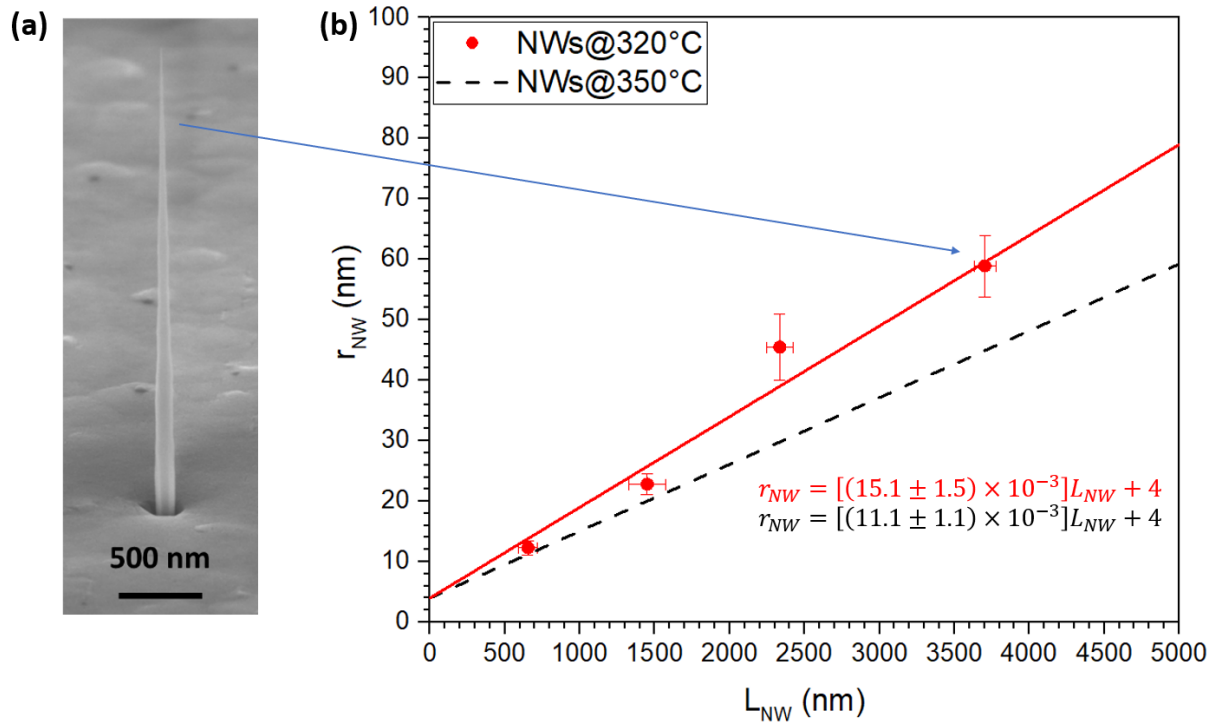 (a)
500 nm
(b)
NWs@320°C
NWs@350°C
r_NW (nm)
100
90
80
70
60
50
40
30
20
10
0
r_NW = [(15.1 ± 1.5) × 10⁻³]L_NW + 4
r_NW = [(11.1 ± 1.1) × 10⁻³]L_NW + 4
0 500 1000 1500 2000 2500 3000 3500 4000 4500 5000
L_NW (nm)